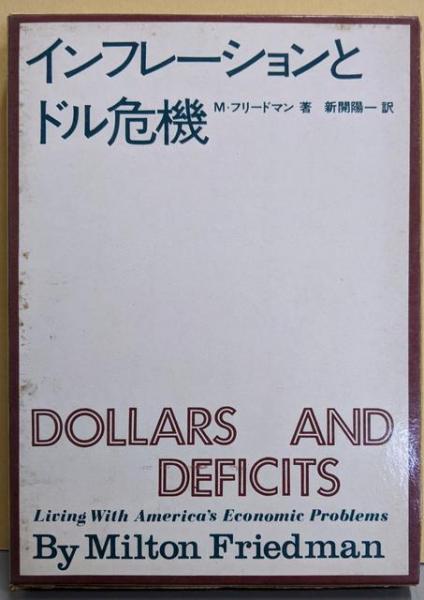 インフレーションと
ドル危機
M・フリードマン 著 新開陽一 訳
DOLLARS AND
DEFICITS
Living With America's Economic Problems
By Milton Friedman